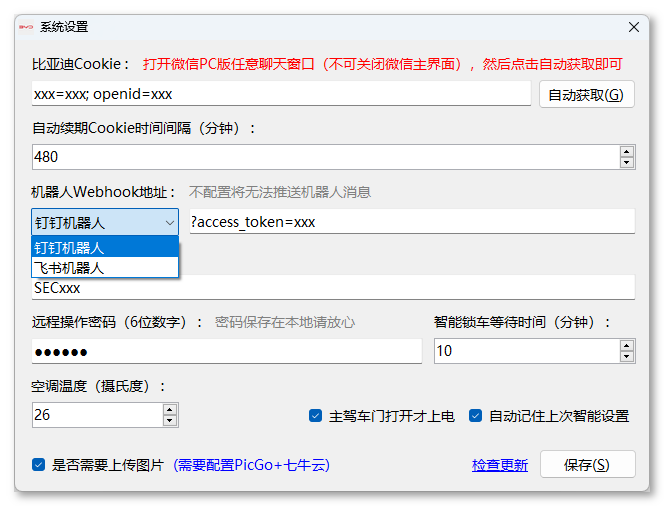 BYD 系统设置
比亚迪Cookie： 打开微信PC版任意聊天窗口（不可关闭微信主界面），然后点击自动获取即可
xxx=xxx; openid=xxx 自动获取(G)
自动续期Cookie时间间隔（分钟）：
480
机器人Webhook地址： 不配置将无法推送机器人消息
钉钉机器人 ?access_token=xxx
钉钉机器人
飞书机器人
SECxxx
远程操作密码（6位数字）： 密码保存在本地请放心 智能锁车等待时间（分钟）：
●●●●●● 10
空调温度（摄氏度）：
26 主驾车门打开才上电 自动记住上次智能设置
是否需要上传图片 (需要配置PicGo+七牛云) 检查更新 保存(S)